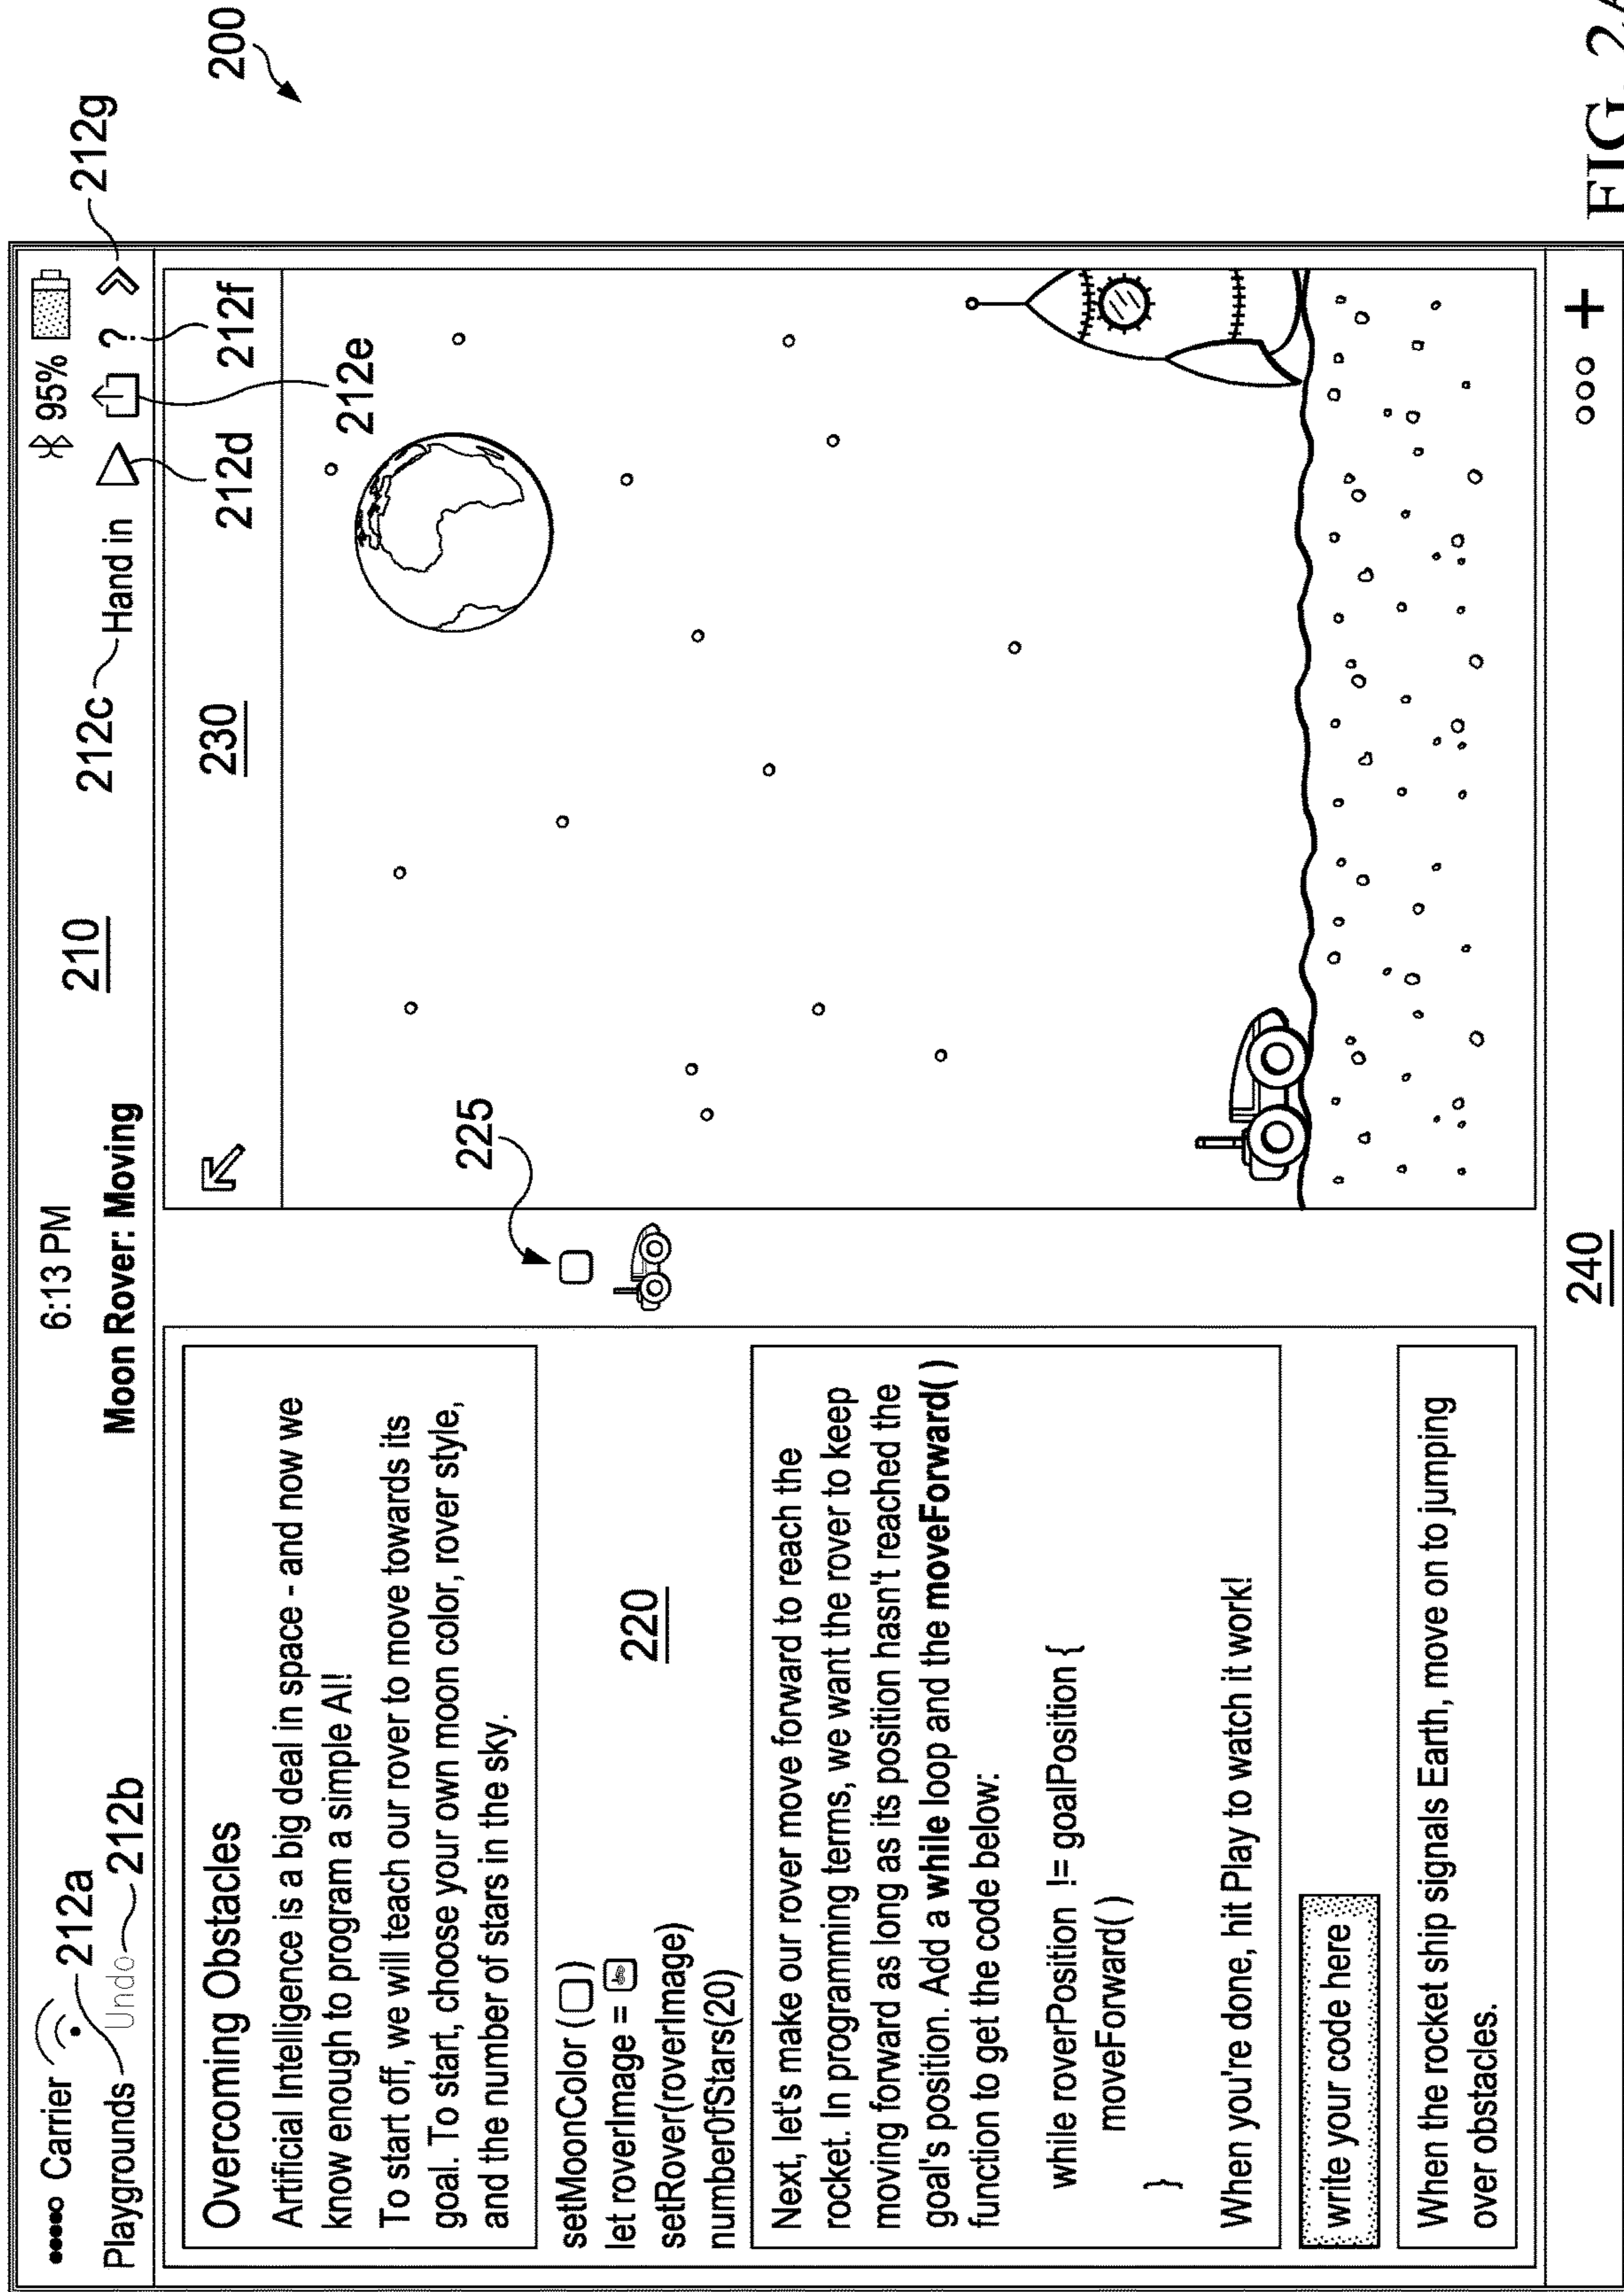 200
Carrier
6:13 PM
95%
Playgrounds
212a
Undo
212b
Moon Rover: Moving
210
212c
Hand in
212g
230
212d
212f
212e
Overcoming Obstacles
Artificial Intelligence is a big deal in space - and now we
know enough to program a simple AI!
To start off, we will teach our rover to move towards its
goal. To start, choose your own moon color, rover style,
and the number of stars in the sky.
225
setMoonColor ( )
let roverImage =
setRover(roverImage)
numberOfStars(20)
220
Next, let's make our rover move forward to reach the
rocket. In programming terms, we want the rover to keep
moving forward as long as its position hasn't reached the
goal's position. Add a while loop and the moveForward( )
function to get the code below:
while roverPosition != goalPosition {
moveForward( )
}
When you're done, hit Play to watch it work!
write your code here
When the rocket ship signals Earth, move on to jumping
over obstacles.
240
FIG. 2A